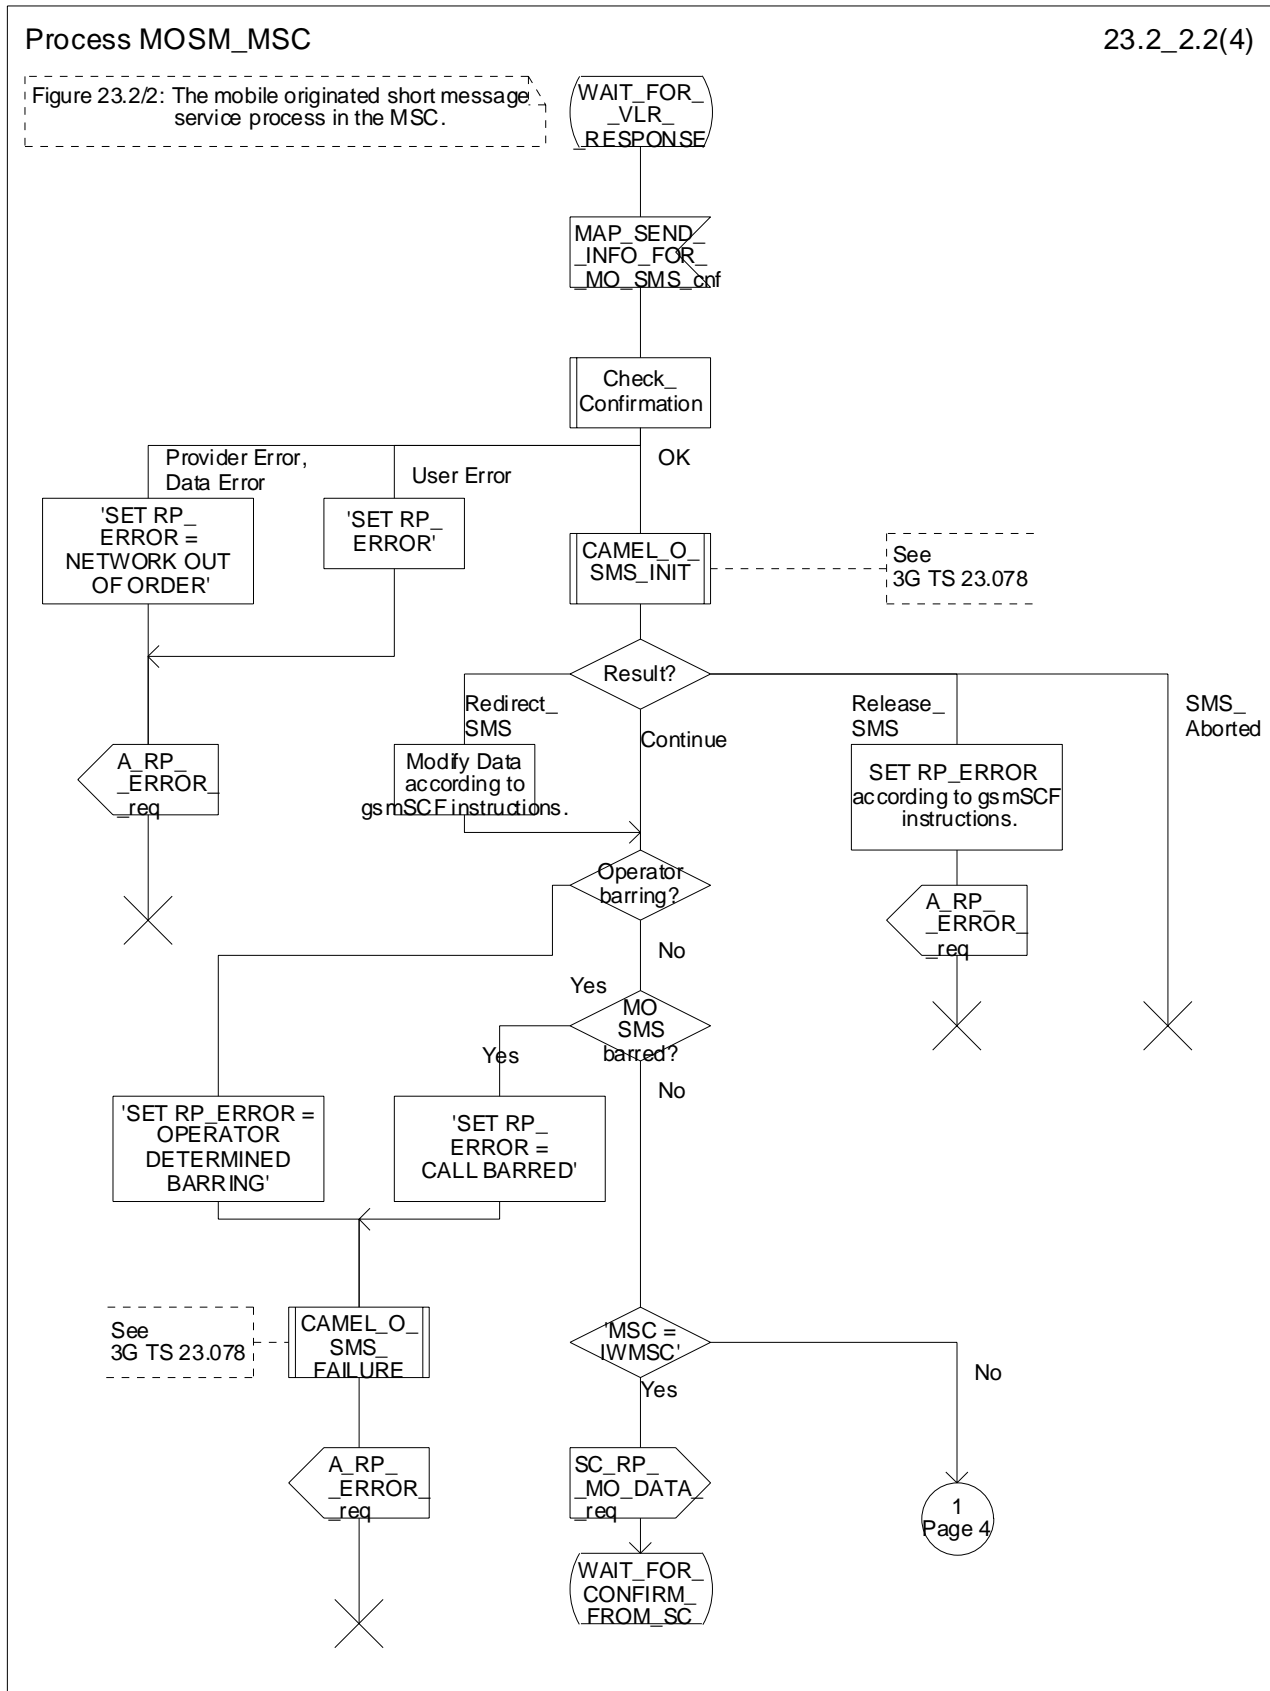 Process MOSM_MSC
23.2_2.2(4)
Figure 23.2/2: The mobile originated short message
service process in the MSC.
WAIT_FOR_
_VLR_
_RESPONSE
MAP_SEND_
_INFO_FOR_
_MO_SMS_cnf
Check_
Confirmation
Provider Error,
Data Error
User Error
OK
'SET RP_
ERROR =
NETWORK OUT
OF ORDER'
'SET RP_
ERROR'
CAMEL_O_
SMS_INIT
See
3G TS 23.078
Result?
Redirect_
SMS
Continue
Release_
SMS
SMS_
Aborted
A_RP_
_ERROR_
_req
Modify Data
according to
gsmSCF instructions.
SET RP_ERROR
according to gsmSCF
instructions.
Operator
barring?
A_RP_
_ERROR_
_req
No
Yes
MO
SMS
barred?
Yes
No
'SET RP_ERROR =
OPERATOR
DETERMINED
BARRING'
'SET RP_
ERROR =
CALL BARRED'
See
3G TS 23.078
CAMEL_O_
SMS_
FAILURE
'MSC =
IWMSC'
No
Yes
A_RP_
_ERROR_
_req
SC_RP_
_MO_DATA_
_req
1
Page 4
WAIT_FOR_
CONFIRM_
_FROM_SC